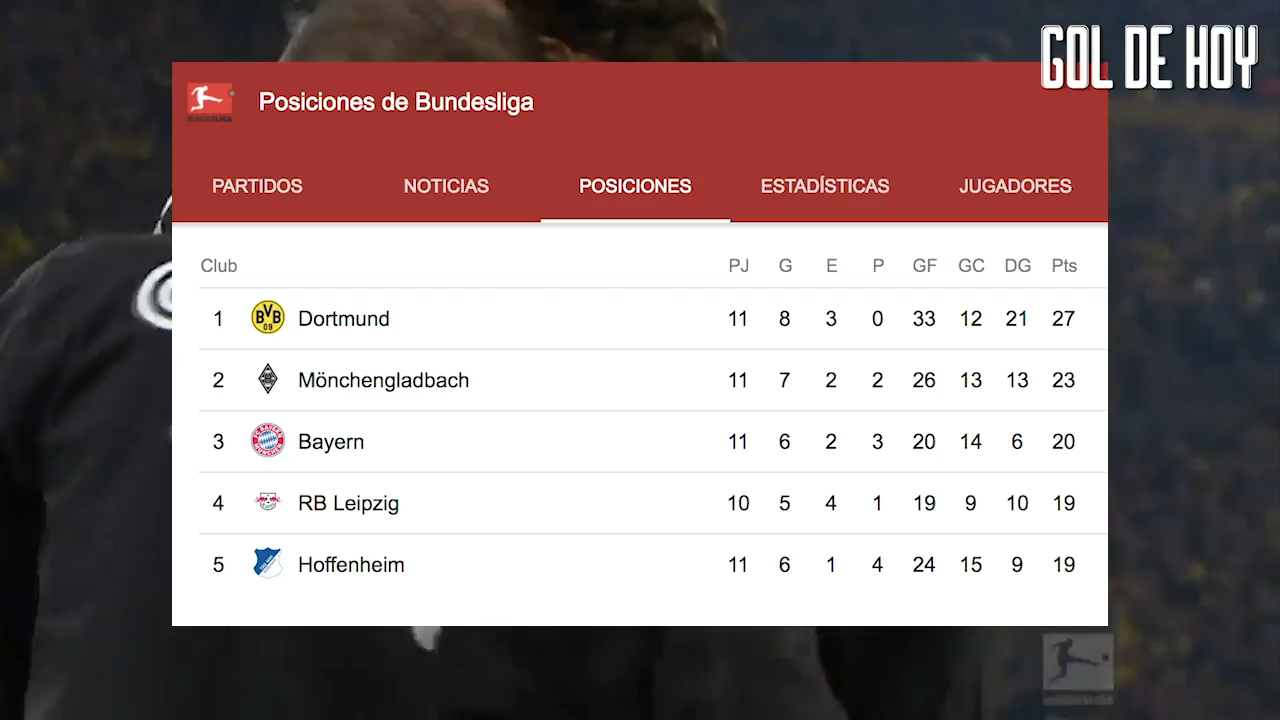 GOL DE HOY
Posiciones de Bundesliga
PARTIDOS NOTICIAS POSICIONES ESTADÍSTICAS JUGADORES
Club PJ G E P GF GC DG Pts
1 BVB 09 Dortmund 11 8 3 0 33 12 21 27
2 Mönchengladbach 11 7 2 2 26 13 13 23
3 Bayern 11 6 2 3 20 14 6 20
4 RB Leipzig 10 5 4 1 19 9 10 19
5 Hoffenheim 11 6 1 4 24 15 9 19